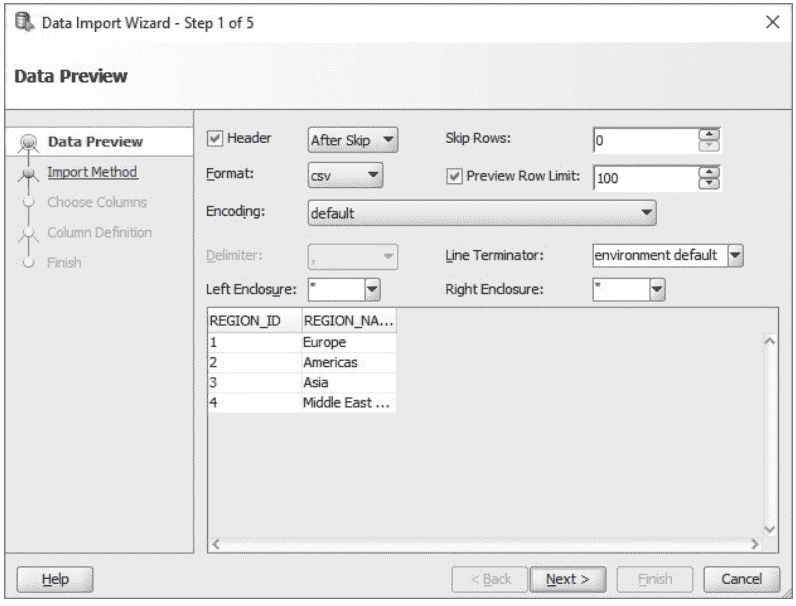 Data Import Wizard - Step 1 of 5
Data Preview
Data Preview
Import Method
Choose Columns
Column Definition
Finish
Header After Skip Skip Rows: 0
Format: csv Preview Row Limit: 100
Encoding: default
Delimiter: , Line Terminator: environment default
Left Enclosure: " Right Enclosure: "
REGION_ID REGION_NA...
1 Europe
2 Americas
3 Asia
4 Middle East ...
Help < Back Next > Finish Cancel